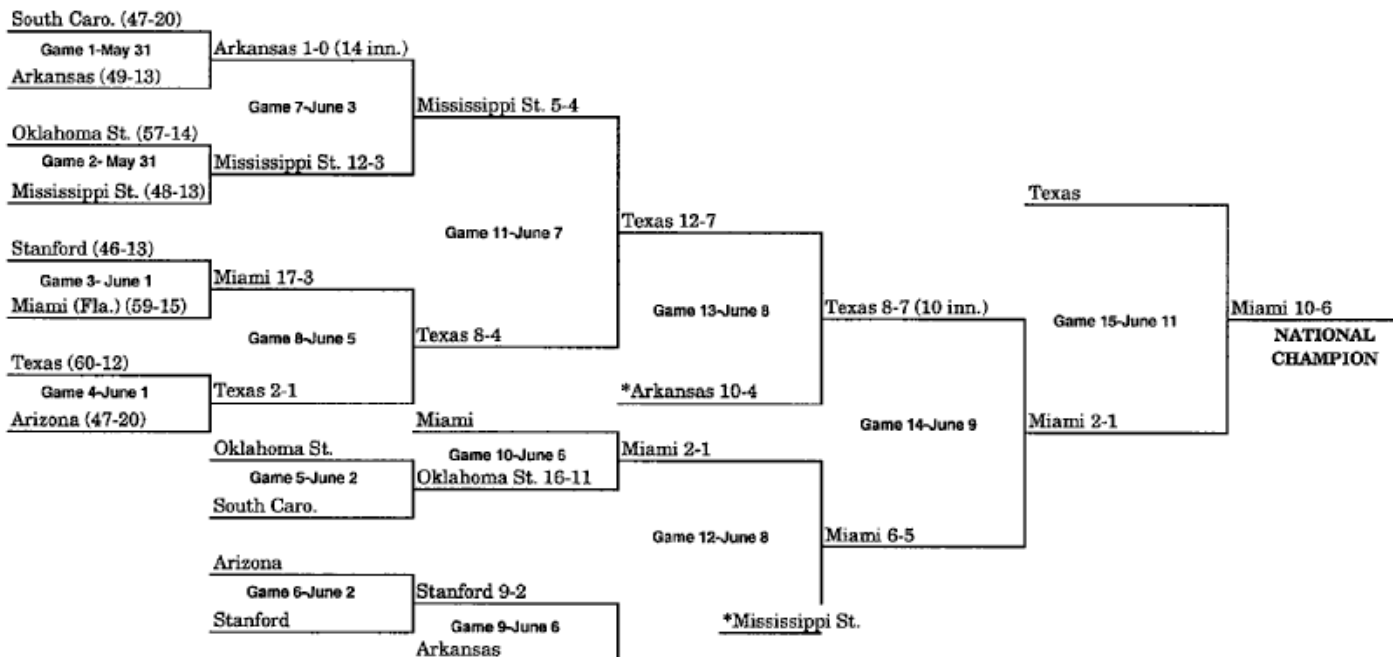 South Caro. (47-20)
Game 1-May 31
Arkansas (49-13)
Arkansas 1-0 (14 inn.)
Game 7-June 3
Mississippi St. 5-4
Oklahoma St. (57-14)
Game 2- May 31
Mississippi St. (48-13)
Mississippi St. 12-3
Game 11-June 7
Texas 12-7
Stanford (46-13)
Game 3- June 1
Miami (Fla.) (59-15)
Miami 17-3
Game 8-June 5
Texas 8-4
Texas (60-12)
Game 4-June 1
Arizona (47-20)
Texas 2-1
Game 13-June 8
*Arkansas 10-4
Texas 8-7 (10 inn.)
Game 14-June 9
Texas
Game 15-June 11
Miami 10-6
NATIONAL
CHAMPION
Miami 2-1
Miami
Game 10-June 6
Oklahoma St. 16-11
Miami 2-1
Oklahoma St.
Game 5-June 2
South Caro.
Game 12-June 8
Miami 6-5
*Mississippi St.
Arizona
Game 6-June 2
Stanford
Stanford 9-2
Game 9-June 6
Arkansas